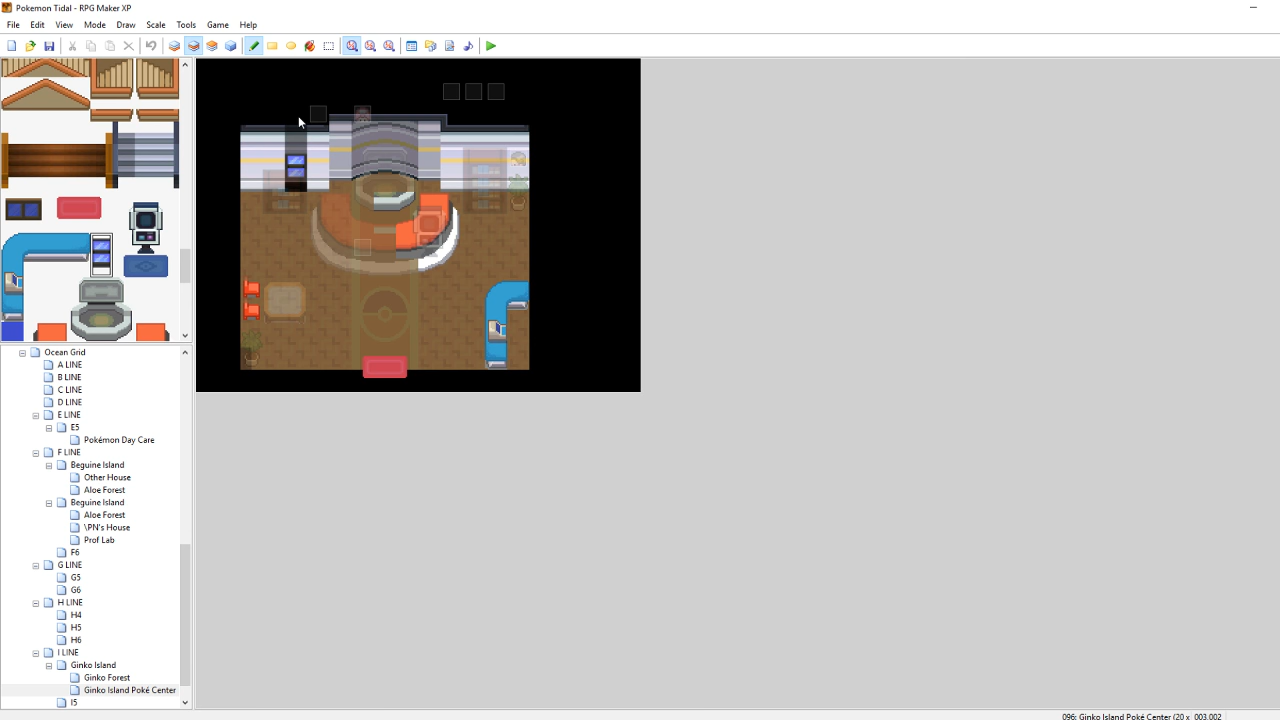 Pokemon Tidal - RPG Maker XP
File Edit View Mode Draw Scale Tools Game Help
Ocean Grid
A LINE
B LINE
C LINE
D LINE
E LINE
E5
Pokémon Day Care
F LINE
Beguine Island
Other House
Aloe Forest
Beguine Island
Aloe Forest
\PN's House
Prof Lab
F6
G LINE
G5
G6
H LINE
H4
H5
H6
I LINE
Ginko Island
Ginko Forest
Ginko Island Poké Center
I5
096: Ginko Island Poké Center (20 x 003,002